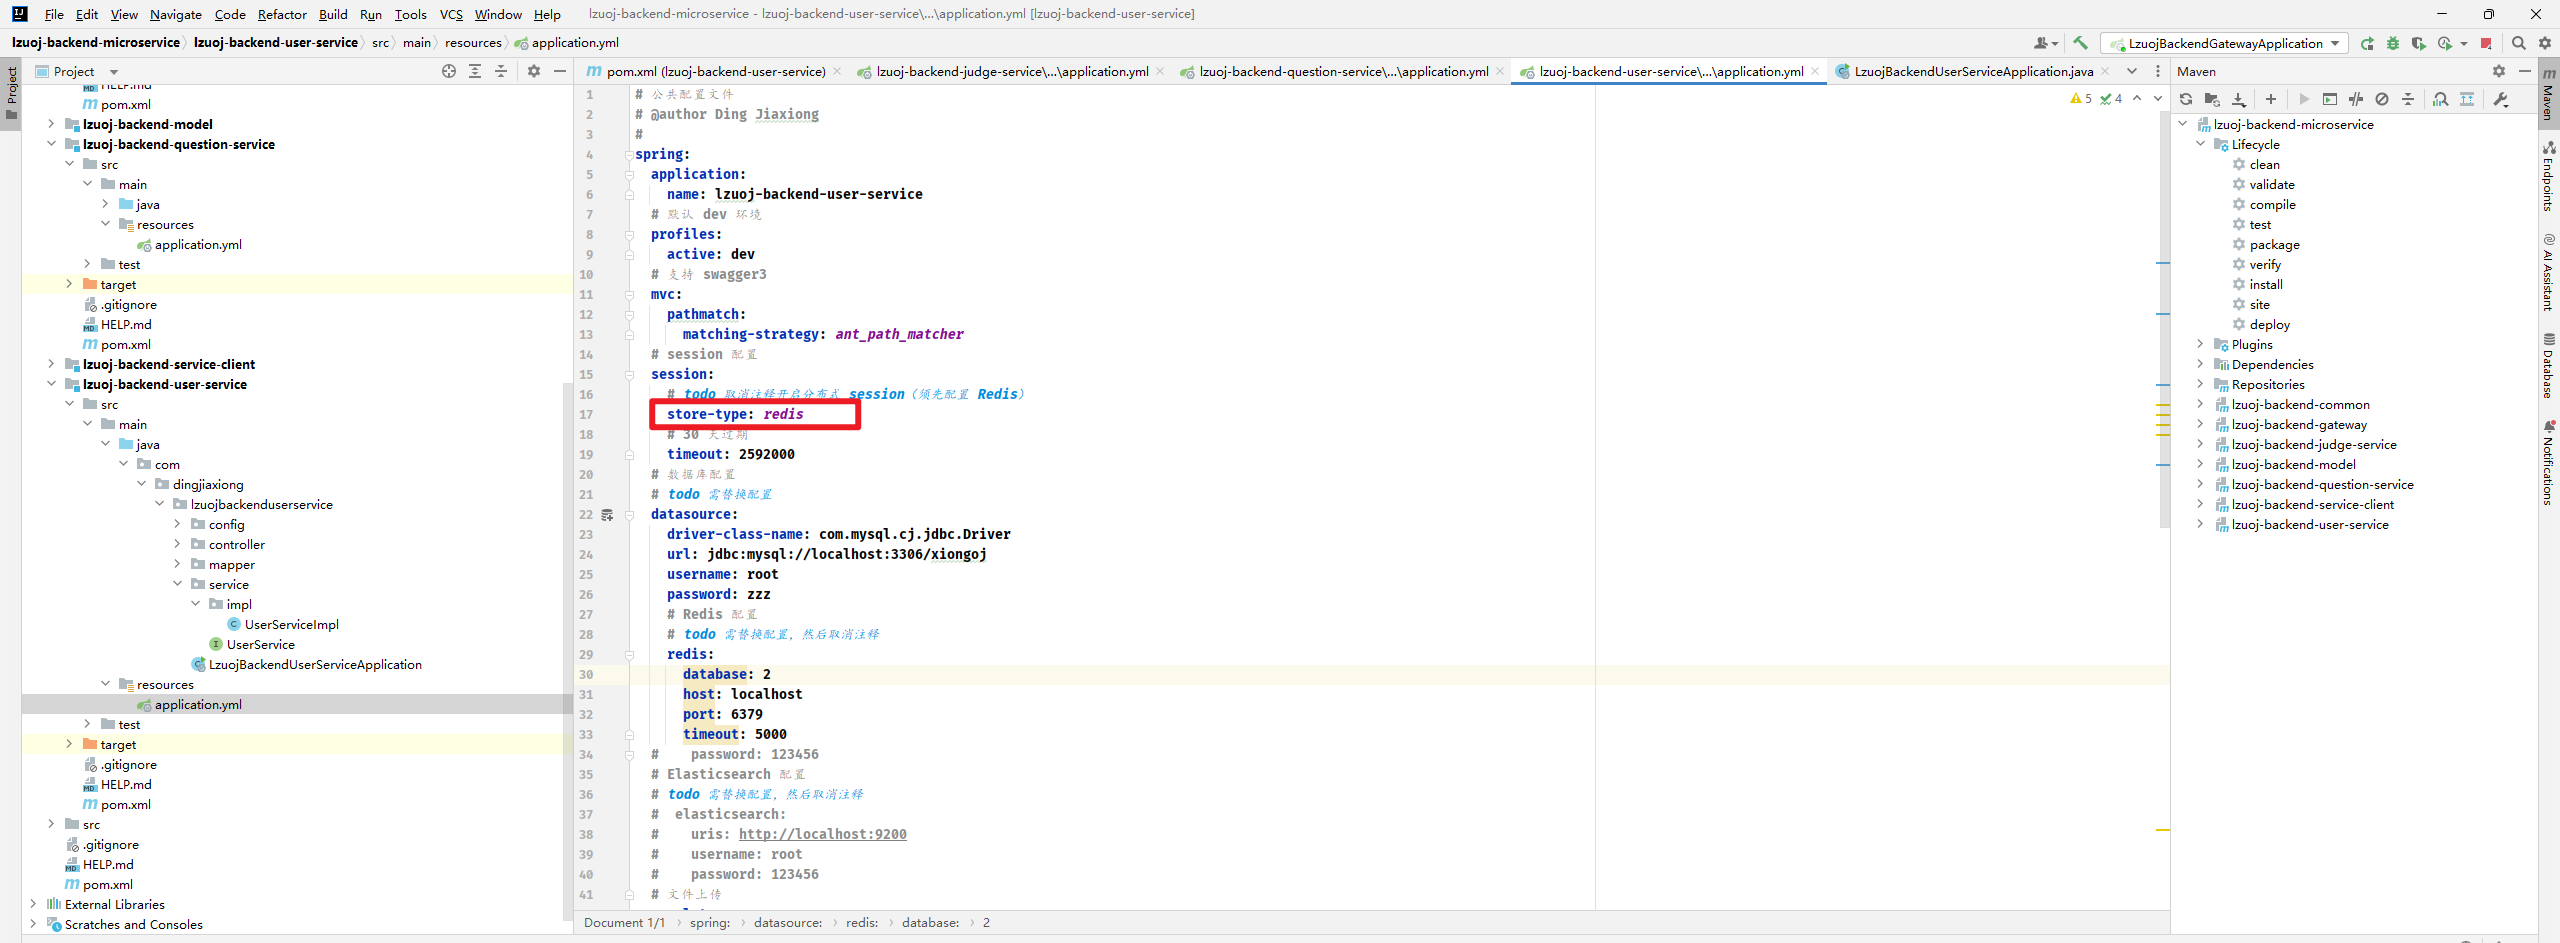 File Edit View Navigate Code Refactor Build Run Tools VCS Window Help lzuoj-backend-microservice - lzuoj-backend-user-service\...\application.yml [lzuoj-backend-user-service]
lzuoj-backend-microservice lzuoj-backend-user-service src main resources application.yml
LzuojBackendGatewayApplication
Project
Project
HELP.md
pom.xml
lzuoj-backend-model
lzuoj-backend-question-service
src
main
java
resources
application.yml
test
target
.gitignore
HELP.md
pom.xml
lzuoj-backend-service-client
lzuoj-backend-user-service
src
main
java
com
dingjiaxiong
lzuojbackenduserservice
config
controller
mapper
service
impl
UserServiceImpl
UserService
LzuojBackendUserServiceApplication
resources
application.yml
test
target
.gitignore
HELP.md
pom.xml
src
.gitignore
HELP.md
pom.xml
External Libraries
Scratches and Consoles
pom.xml (lzuoj-backend-user-service) lzuoj-backend-judge-service\...\application.yml lzuoj-backend-question-service\...\application.yml lzuoj-backend-user-service\...\application.yml LzuojBackendUserServiceApplication.java
5 4
1 # 公共配置文件
2 # @author Ding Jiaxiong
3 #
4 spring:
5 application:
6 name: lzuoj-backend-user-service
7 # 默认 dev 环境
8 profiles:
9 active: dev
10 # 支持 swagger3
11 mvc:
12 pathmatch:
13 matching-strategy: ant_path_matcher
14 # session 配置
15 session:
16 # todo 取消注释开启分布式 session（须先配置 Redis）
17 store-type: redis
18 # 30 天过期
19 timeout: 2592000
20 # 数据库配置
21 # todo 需替换配置
22 datasource:
23 driver-class-name: com.mysql.cj.jdbc.Driver
24 url: jdbc:mysql://localhost:3306/xiongoj
25 username: root
26 password: zzz
27 # Redis 配置
28 # todo 需替换配置，然后取消注释
29 redis:
30 database: 2
31 host: localhost
32 port: 6379
33 timeout: 5000
34 # password: 123456
35 # Elasticsearch 配置
36 # todo 需替换配置，然后取消注释
37 # elasticsearch:
38 # uris: http://localhost:9200
39 # username: root
40 # password: 123456
41 # 文件上传
Document 1/1 spring: datasource: redis: database: 2
Maven
lzuoj-backend-microservice
Lifecycle
clean
validate
compile
test
package
verify
install
site
deploy
Plugins
Dependencies
Repositories
lzuoj-backend-common
lzuoj-backend-gateway
lzuoj-backend-judge-service
lzuoj-backend-model
lzuoj-backend-question-service
lzuoj-backend-service-client
lzuoj-backend-user-service
Maven
Endpoints
AI Assistant
Database
Notifications